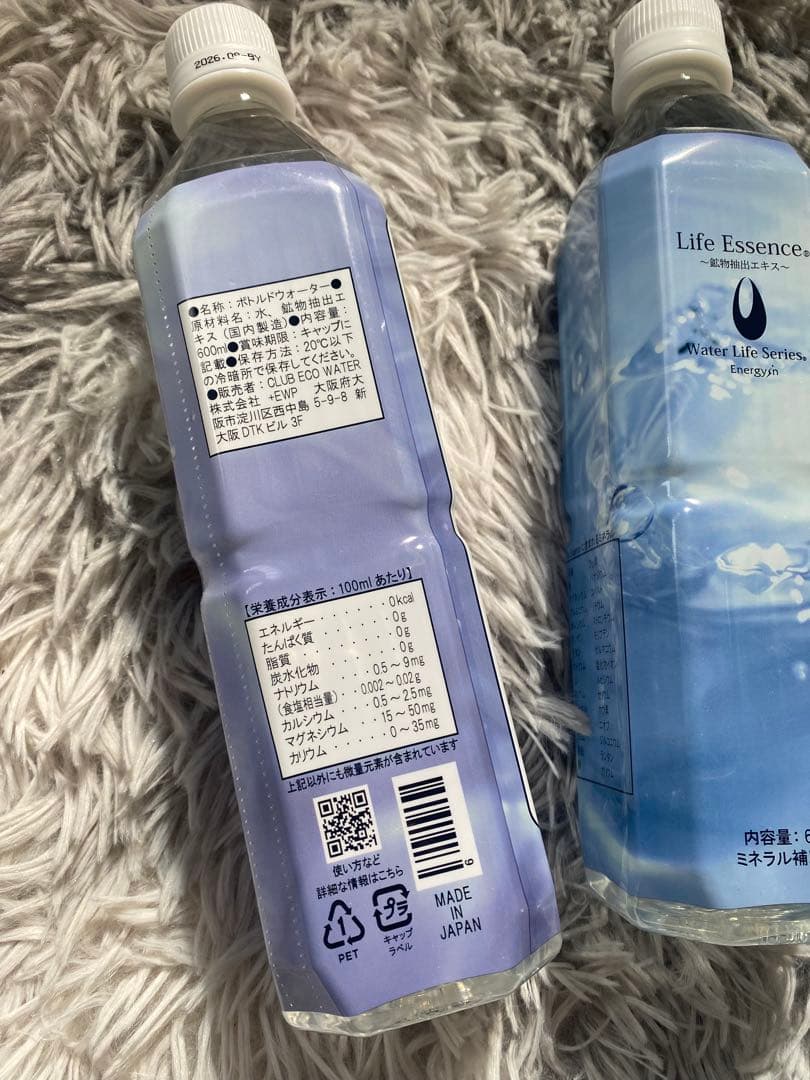 2026.09-BY
●名称：ボトルドウォーター●
原材料名：水、鉱物抽出エ
キス（国内製造）●内容量：
600ml●賞味期限：キャップに
記載●保存方法：20℃以下
の冷暗所で保存してください。
●販売者：CLUB ECO WATER
株式会社 +EWP 大阪府大
阪市淀川区西中島 5-9-8 新
大阪 DTK ビル 3F
【栄養成分表示：100ml あたり】
エネルギー ・・・・・・ 0kcal
たんぱく質 ・・・・・・ 0g
脂質 ・・・・・・ 0g
炭水化物 ・・・・・・ 0g
ナトリウム ・・0.5～9mg
(食塩相当量) ・0.002～0.02g
カルシウム ・・・0.5～2.5mg
マグネシウム ・・15～50mg
カリウム ・・・・・0～35mg
上記以外にも微量元素が含まれています
使い方など
詳細な情報はこちら
9
1
PET
プラ
キャップ
ラベル
MADE
IN
JAPAN
Life Essence®
～鉱物抽出エキス～
Water Life Series®
Energysh
内容量：6
ミネラル補